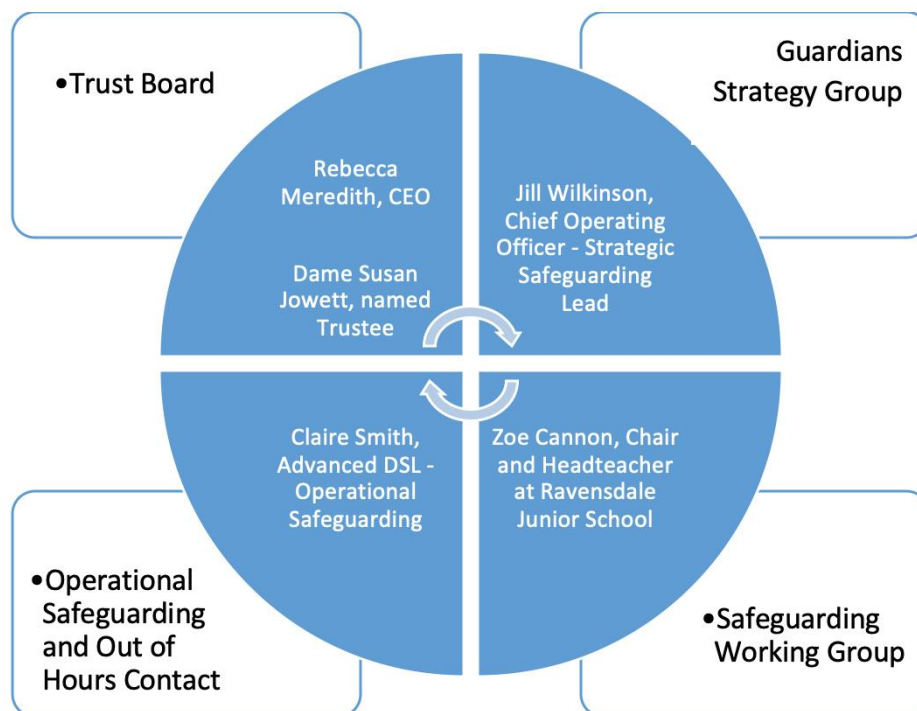 •Trust Board
Guardians
Strategy Group
Rebecca
Meredith, CEO
Dame Susan
Jowett, named
Trustee
Jill Wilkinson,
Chief Operating
Officer - Strategic
Safeguarding
Lead
Claire Smith,
Advanced DSL -
Operational
Safeguarding
Zoe Cannon, Chair
and Headteacher
at Ravensdale
Junior School
•Operational
Safeguarding
and Out of
Hours Contact
•Safeguarding
Working Group